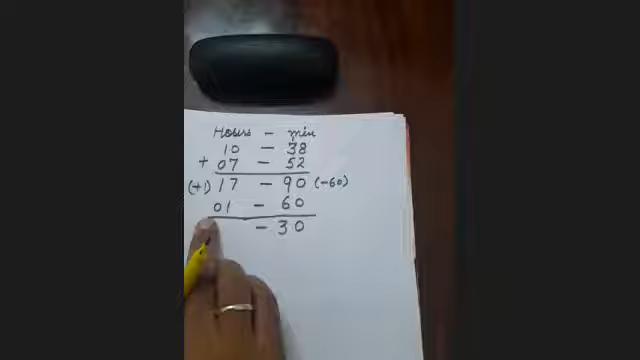 Hours - min
10 - 38
+ 07 - 52
(+1) 17 - 90 (-60)
01 - 60
- 30